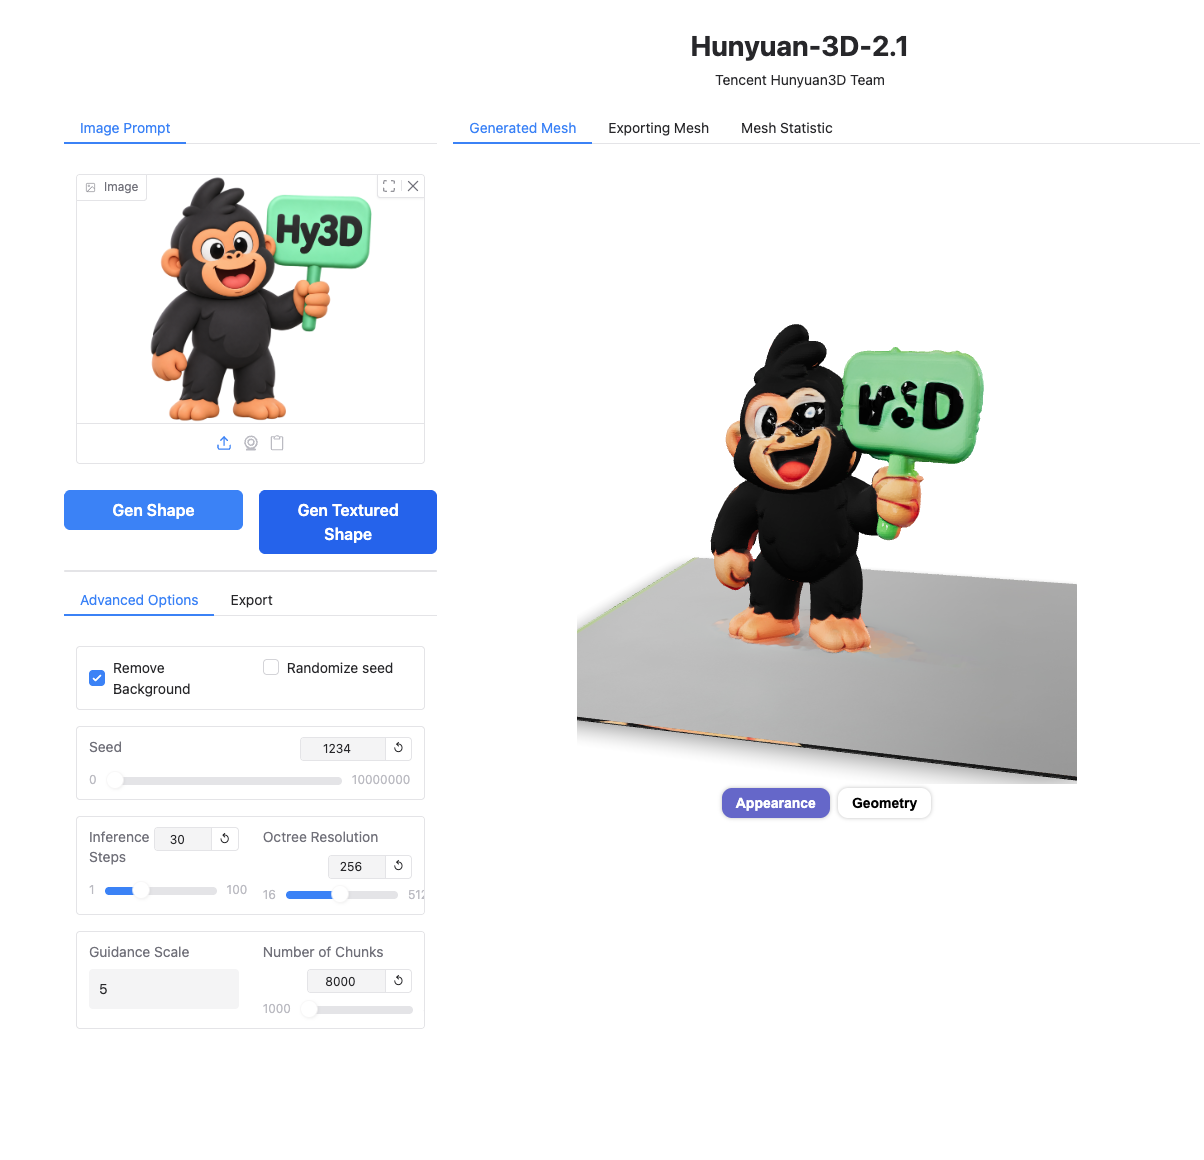 Hunyuan-3D-2.1
Tencent Hunyuan3D Team
Image Prompt
Image
Hy3D
Gen Shape
Gen Textured
Shape
Advanced Options
Export
Remove
Background
Randomize seed
Seed
1234
0
10000000
Inference
Steps
30
1
100
Octree Resolution
256
16
512
Guidance Scale
5
Number of Chunks
8000
1000
Generated Mesh
Exporting Mesh
Mesh Statistic
Appearance
Geometry